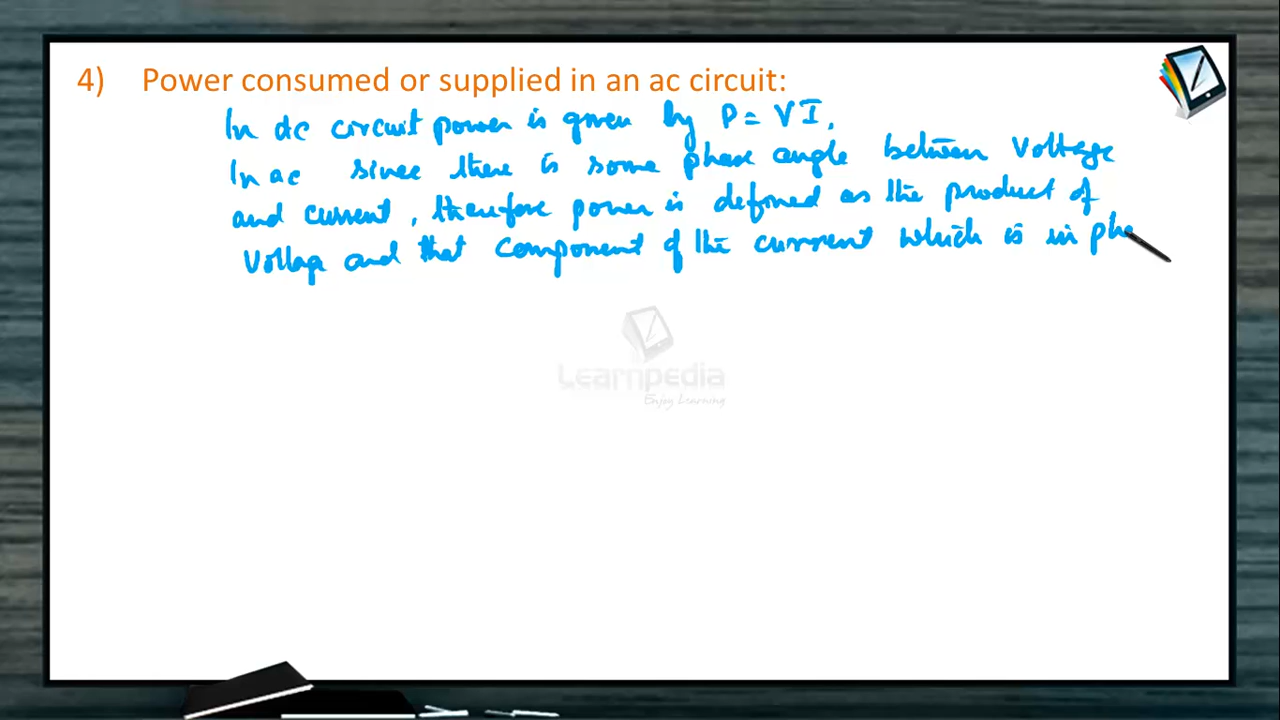 4) Power consumed or supplied in an ac circuit:
In dc circuit power is given by P = VI,
In ac since there is some phase angle between Voltage
and current, therefore power is defined as the product of
Voltage and that component of the current which is in pha
Learnpedia
Enjoy Learning